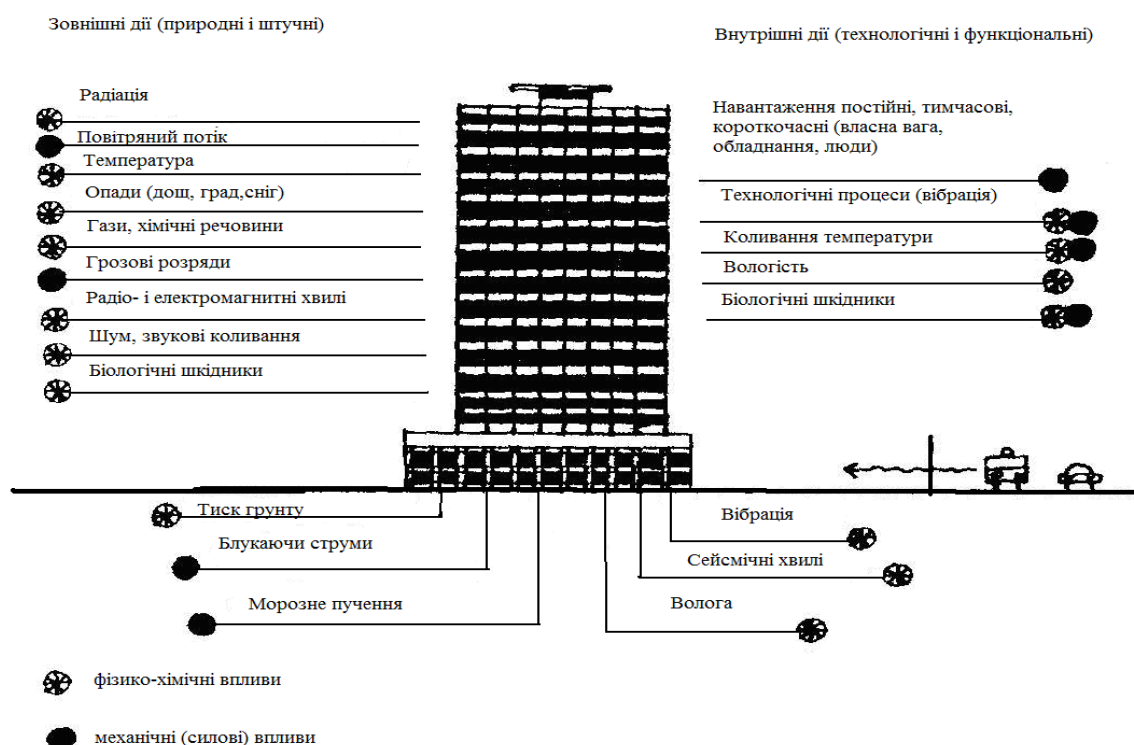 Зовнішні дії (природні і штучні)
Радіація
Повітряний потік
Температура
Опади (дощ, град,сніг)
Гази, хімічні речовини
Грозові розряди
Радіо- і електромагнитні хвилі
Шум, звукові коливання
Біологічні шкідники
Внутрішні дії (технологічні і функціональні)
Навантаження постійні, тимчасові,
короткочасні (власна вага,
обладнання, люди)
Технологічні процеси (вібрація)
Коливання температури
Вологість
Біологічні шкідники
Тиск грунту
Блукаючи струми
Морозне пучення
Вібрація
Сейсмічні хвилі
Волога
фізико-хімічні впливи
механічні (силові) впливи